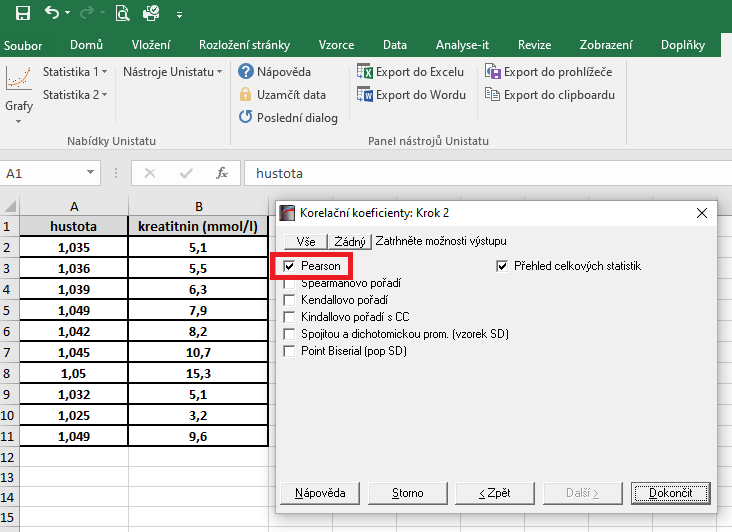 Soubor Domů Vložení Rozložení stránky Vzorce Data Analyse-it Revize Zobrazení Doplňky
Grafy
Statistika 1
Statistika 2
Nástroje Unistatu
Nabídky Unistatu
Nápověda
Uzamčít data
Poslední dialog
Export do Excelu
Export do Wordu
Export do prohlížeče
Export do clipboardu
Panel nástrojů Unistatu
A1 fx hustota
A B
1 hustota kreatitnin (mmol/l)
2 1,035 5,1
3 1,036 5,5
4 1,039 6,3
5 1,049 7,9
6 1,042 8,2
7 1,045 10,7
8 1,05 15,3
9 1,032 5,1
10 1,025 3,2
11 1,049 9,6
12
13
14
15
Korelační koeficienty: Krok 2
Vše Žádný Zatrhněte možnosti výstupu
Pearson Přehled celkových statistik
Spearmanovo pořadí
Kendallovo pořadí
Kindallovo pořadí s CC
Spojitou a dichotomickou prom. (vzorek SD)
Point Biserial (pop SD)
Nápověda Storno < Zpět Další > Dokončit